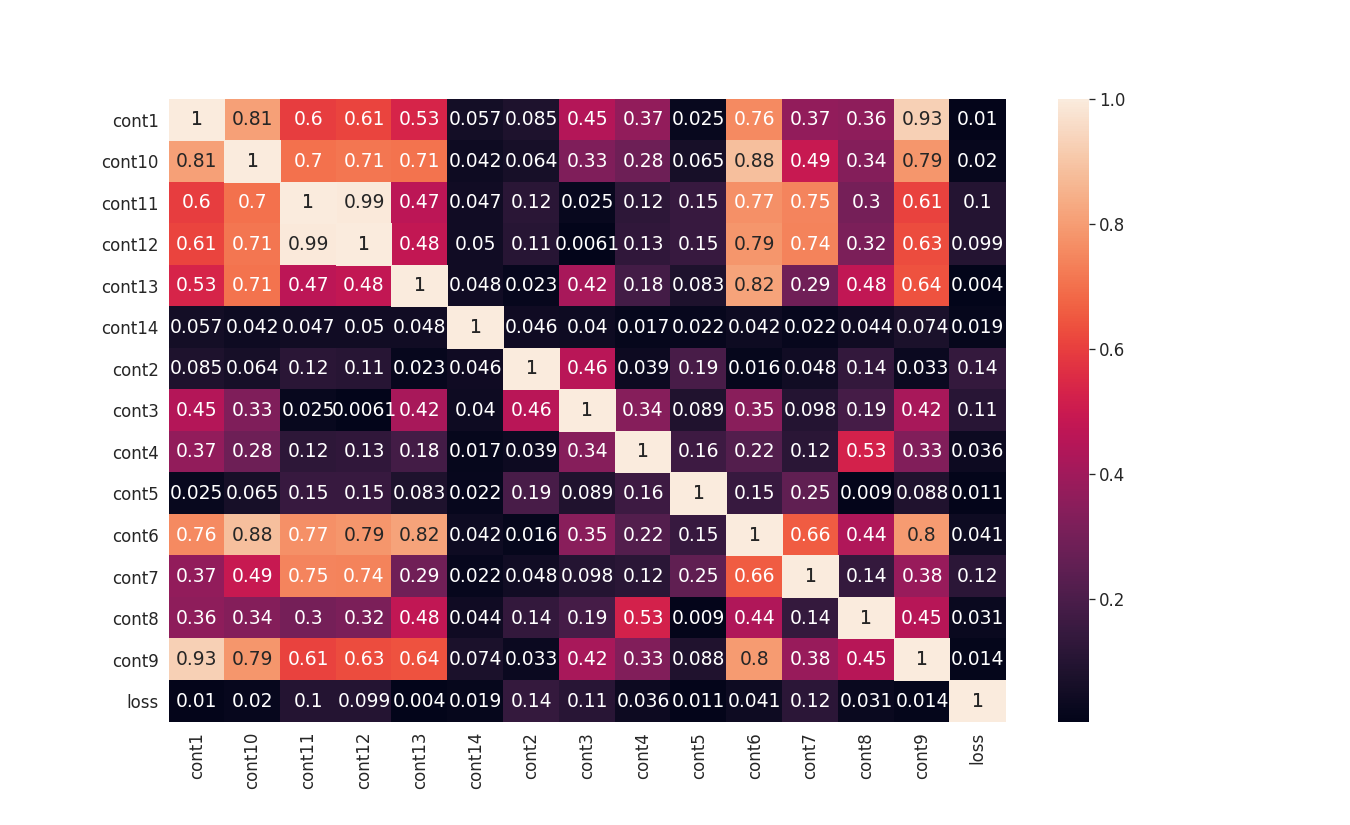 cont1 1 0.81 0.6 0.61 0.53 0.057 0.085 0.45 0.37 0.025 0.76 0.37 0.36 0.93 0.01
cont10 0.81 1 0.7 0.71 0.71 0.042 0.064 0.33 0.28 0.065 0.88 0.49 0.34 0.79 0.02
cont11 0.6 0.7 1 0.99 0.47 0.047 0.12 0.025 0.12 0.15 0.77 0.75 0.3 0.61 0.1
cont12 0.61 0.71 0.99 1 0.48 0.05 0.11 0.0061 0.13 0.15 0.79 0.74 0.32 0.63 0.099
cont13 0.53 0.71 0.47 0.48 1 0.048 0.023 0.42 0.18 0.083 0.82 0.29 0.48 0.64 0.004
cont14 0.057 0.042 0.047 0.05 0.048 1 0.046 0.04 0.017 0.022 0.042 0.022 0.044 0.074 0.019
cont2 0.085 0.064 0.12 0.11 0.023 0.046 1 0.46 0.039 0.19 0.016 0.048 0.14 0.033 0.14
cont3 0.45 0.33 0.025 0.0061 0.42 0.04 0.46 1 0.34 0.089 0.35 0.098 0.19 0.42 0.11
cont4 0.37 0.28 0.12 0.13 0.18 0.017 0.039 0.34 1 0.16 0.22 0.12 0.53 0.33 0.036
cont5 0.025 0.065 0.15 0.15 0.083 0.022 0.19 0.089 0.16 1 0.15 0.25 0.009 0.088 0.011
cont6 0.76 0.88 0.77 0.79 0.82 0.042 0.016 0.35 0.22 0.15 1 0.66 0.44 0.8 0.041
cont7 0.37 0.49 0.75 0.74 0.29 0.022 0.048 0.098 0.12 0.25 0.66 1 0.14 0.38 0.12
cont8 0.36 0.34 0.3 0.32 0.48 0.044 0.14 0.19 0.53 0.009 0.44 0.14 1 0.45 0.031
cont9 0.93 0.79 0.61 0.63 0.64 0.074 0.033 0.42 0.33 0.088 0.8 0.38 0.45 1 0.014
loss 0.01 0.02 0.1 0.099 0.004 0.019 0.14 0.11 0.036 0.011 0.041 0.12 0.031 0.014 1
cont1 cont10 cont11 cont12 cont13 cont14 cont2 cont3 cont4 cont5 cont6 cont7 cont8 cont9 loss
1.0
0.8
0.6
0.4
0.2